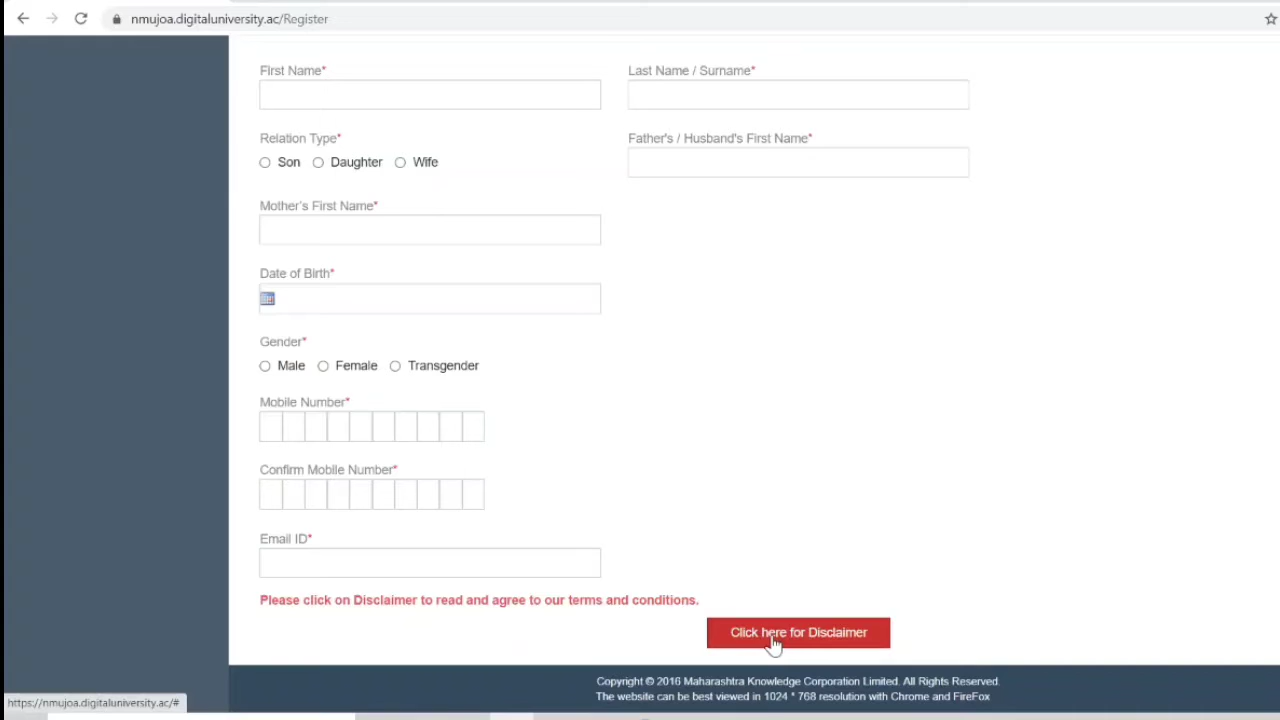 nmujoa.digitaluniversity.ac/Register
First Name* Last Name / Surname*
Relation Type* Father's / Husband's First Name*
Son Daughter Wife
Mother's First Name*
Date of Birth*
Gender*
Male Female Transgender
Mobile Number*
Confirm Mobile Number*
Email ID*
Please click on Disclaimer to read and agree to our terms and conditions.
Click here for Disclaimer
Copyright © 2016 Maharashtra Knowledge Corporation Limited. All Rights Reserved.
The website can be best viewed in 1024 * 768 resolution with Chrome and FireFox
https://nmujoa.digitaluniversity.ac/#